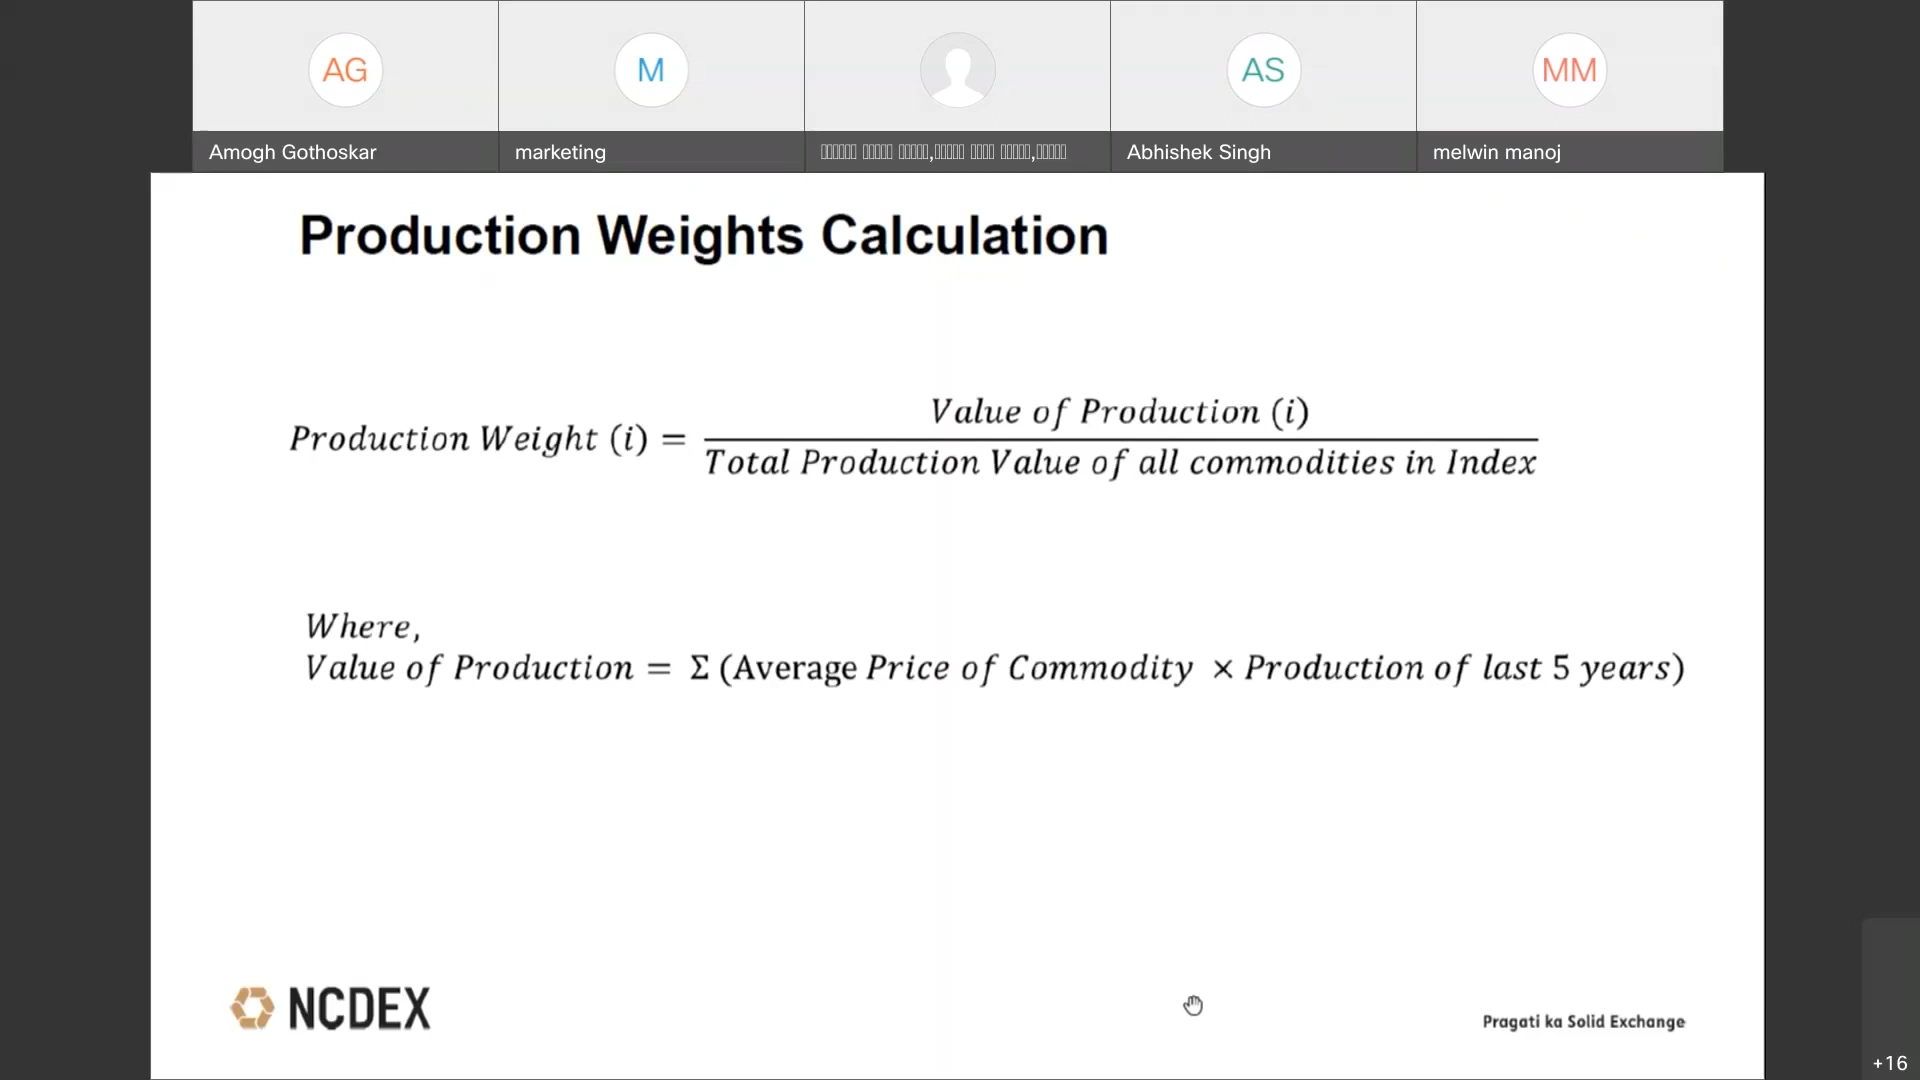 AG
M
AS
MM
Amogh Gothoskar
marketing
Abhishek Singh
melwin manoj
Production Weights Calculation
Production Weight (i) = Value of Production (i) / Total Production Value of all commodities in Index
Where,
Value of Production = Σ (Average Price of Commodity × Production of last 5 years)
NCDEX
Pragati ka Solid Exchange
+16